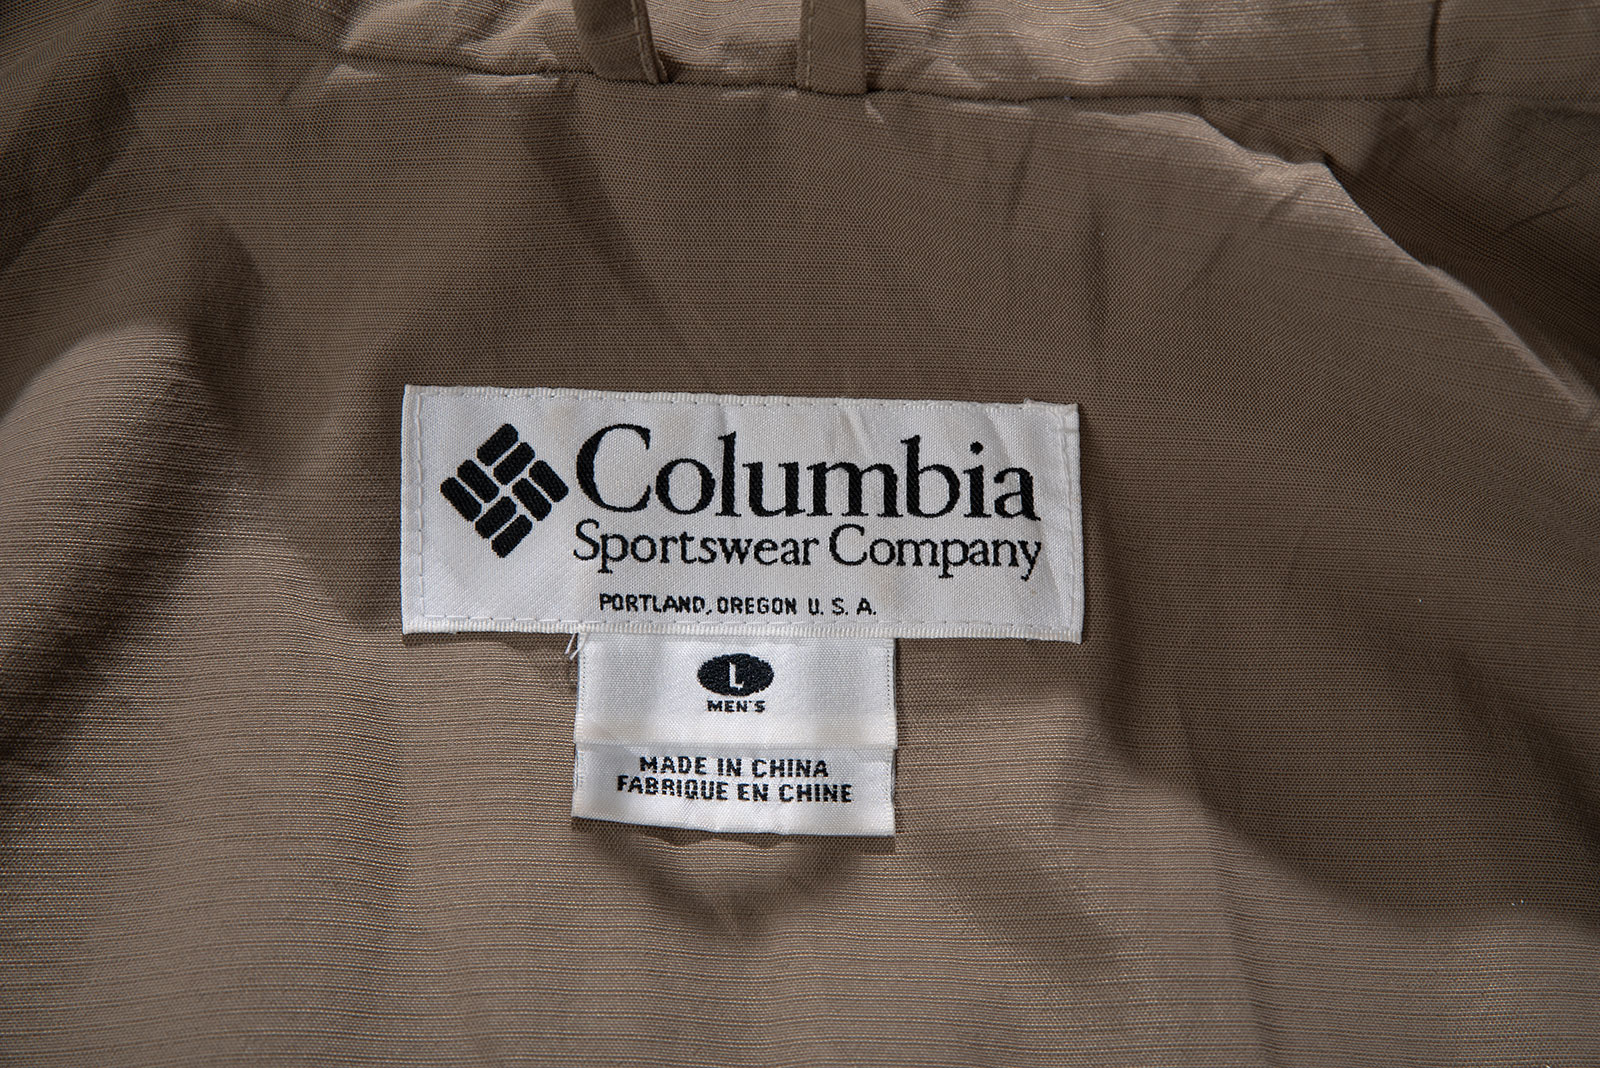 Columbia
Sportswear Company
PORTLAND, OREGON U. S. A.
L
MEN'S
MADE IN CHINA
FABRIQUE EN CHINE